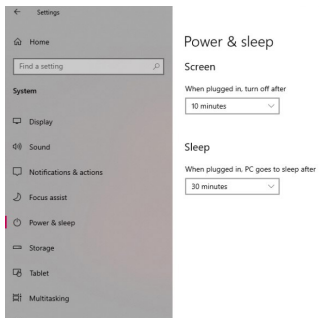 Settings
Home
Find a setting
System
Display
Sound
Notifications & actions
Focus assist
Power & sleep
Storage
Tablet
Multitasking
Power & sleep
Screen
When plugged in, turn off after
10 minutes
Sleep
When plugged in, PC goes to sleep after
30 minutes